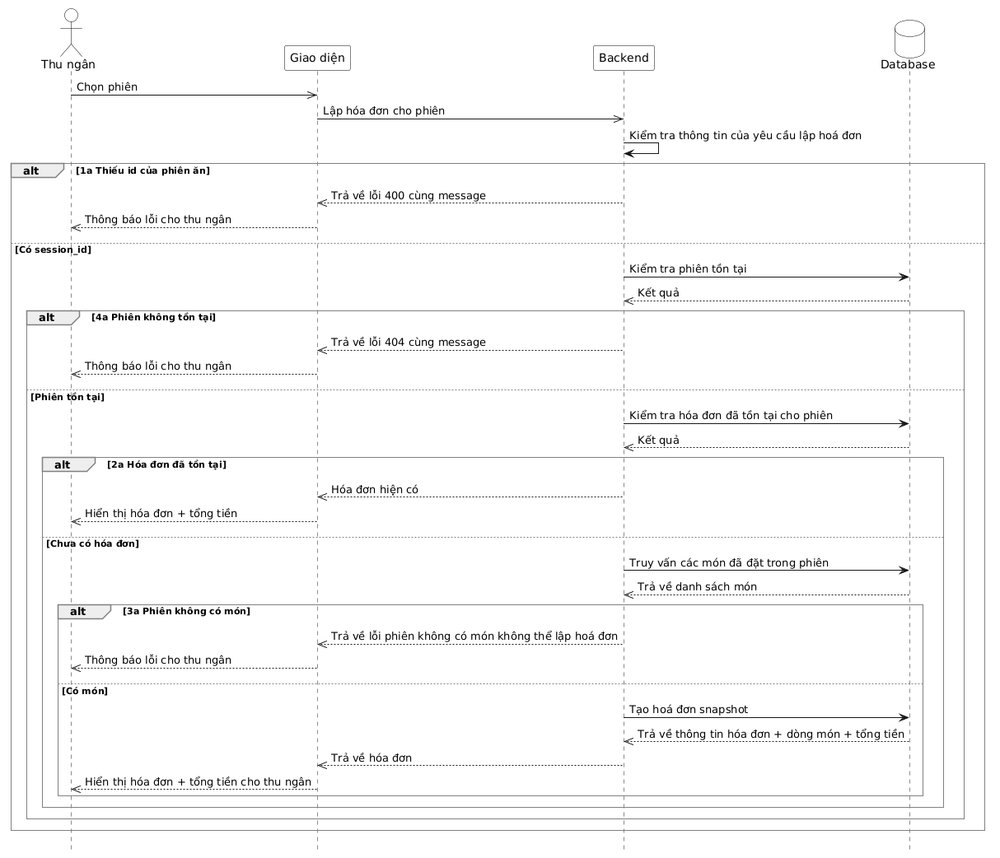 Thu ngân
Giao diện
Backend
Database
Chọn phiên
Lập hóa đơn cho phiên
Kiểm tra thông tin của yêu cầu lập hoá đơn
alt [1a Thiếu id của phiên ăn]
Trả về lỗi 400 cùng message
Thông báo lỗi cho thu ngân
[Có session_id]
Kiểm tra phiên tồn tại
Kết quả
alt [4a Phiên không tồn tại]
Trả về lỗi 404 cùng message
Thông báo lỗi cho thu ngân
[Phiên tồn tại]
Kiểm tra hóa đơn đã tồn tại cho phiên
Kết quả
alt [2a Hóa đơn đã tồn tại]
Hóa đơn hiện có
Hiển thị hóa đơn + tổng tiền
[Chưa có hóa đơn]
Truy vấn các món đã đặt trong phiên
Trả về danh sách món
alt [3a Phiên không có món]
Trả về lỗi phiên không có món không thể lập hoá đơn
Thông báo lỗi cho thu ngân
[Có món]
Tạo hoá đơn snapshot
Trả về thông tin hóa đơn + dòng món + tổng tiền
Trả về hóa đơn
Hiển thị hóa đơn + tổng tiền cho thu ngân